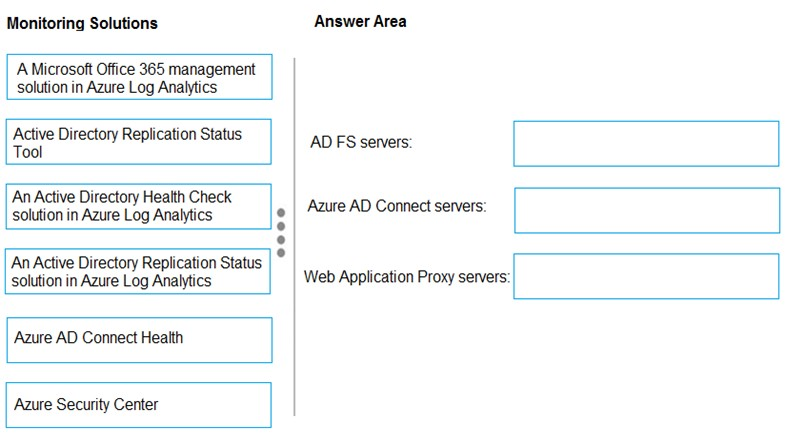 Monitoring Solutions
A Microsoft Office 365 management
solution in Azure Log Analytics
Active Directory Replication Status
Tool
An Active Directory Health Check
solution in Azure Log Analytics
An Active Directory Replication Status
solution in Azure Log Analytics
Azure AD Connect Health
Azure Security Center
Answer Area
AD FS servers:
Azure AD Connect servers:
Web Application Proxy servers: